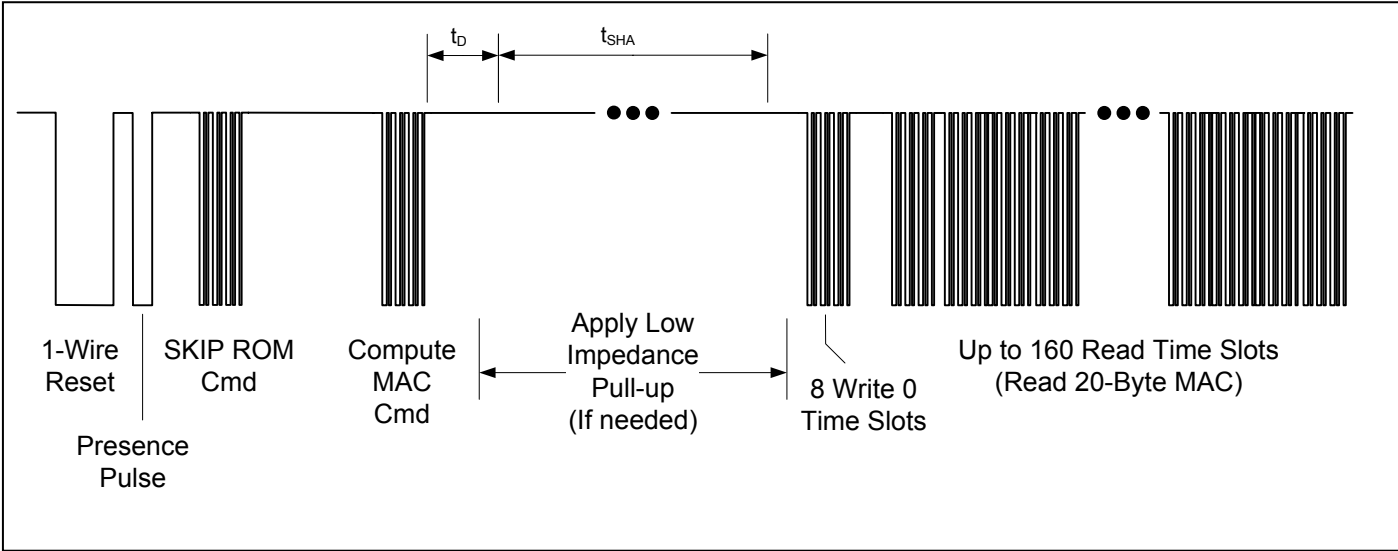 tD
tSHA
1-Wire
Reset
Presence
Pulse
SKIP ROM
Cmd
Compute
MAC
Cmd
Apply Low
Impedance
Pull-up
(If needed)
8 Write 0
Time Slots
Up to 160 Read Time Slots
(Read 20-Byte MAC)